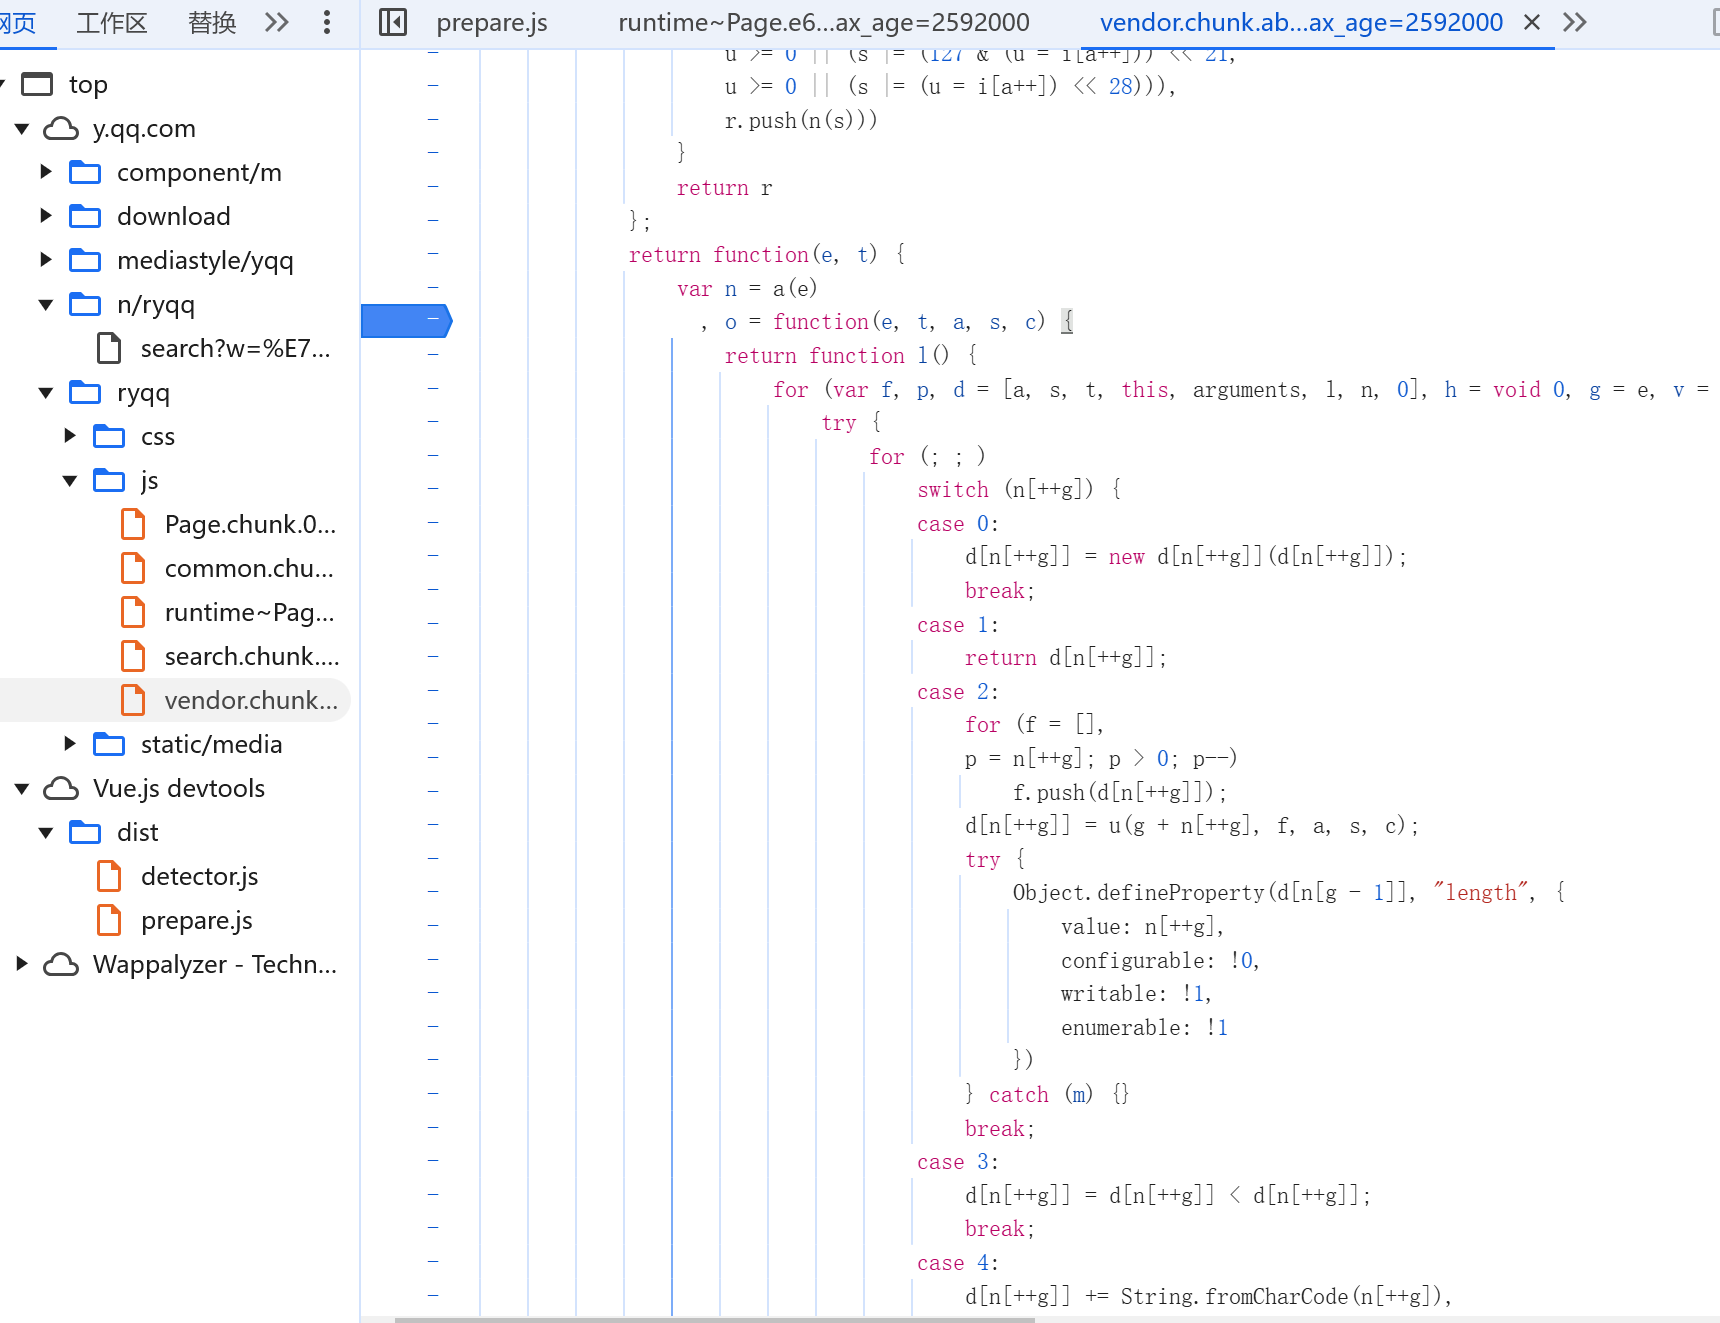 网页 工作区 替换
prepare.js runtime~Page.e6...ax_age=2592000 vendor.chunk.ab...ax_age=2592000
top
y.qq.com
component/m
download
mediastyle/yqq
n/ryqq
search?w=%E7...
ryqq
css
js
Page.chunk.0...
common.chu...
runtime~Pag...
search.chunk....
vendor.chunk...
static/media
Vue.js devtools
dist
detector.js
prepare.js
Wappalyzer - Techn...
u >= 0 || (s |= (127 & (u = i[a++])) << 21,
u >= 0 || (s |= (u = i[a++]) << 28))),
r.push(n(s)))
}
return r
};
return function(e, t) {
var n = a(e)
, o = function(e, t, a, s, c) {
return function l() {
for (var f, p, d = [a, s, t, this, arguments, l, n, 0], h = void 0, g = e, v =
try {
for (; ; )
switch (n[++g]) {
case 0:
d[n[++g]] = new d[n[++g]](d[n[++g]]);
break;
case 1:
return d[n[++g]];
case 2:
for (f = [],
p = n[++g]; p > 0; p--)
f.push(d[n[++g]]);
d[n[++g]] = u(g + n[++g], f, a, s, c);
try {
Object.defineProperty(d[n[g - 1]], "length", {
value: n[++g],
configurable: !0,
writable: !1,
enumerable: !1
})
} catch (m) {}
break;
case 3:
d[n[++g]] = d[n[++g]] < d[n[++g]];
break;
case 4:
d[n[++g]] += String.fromCharCode(n[++g]),